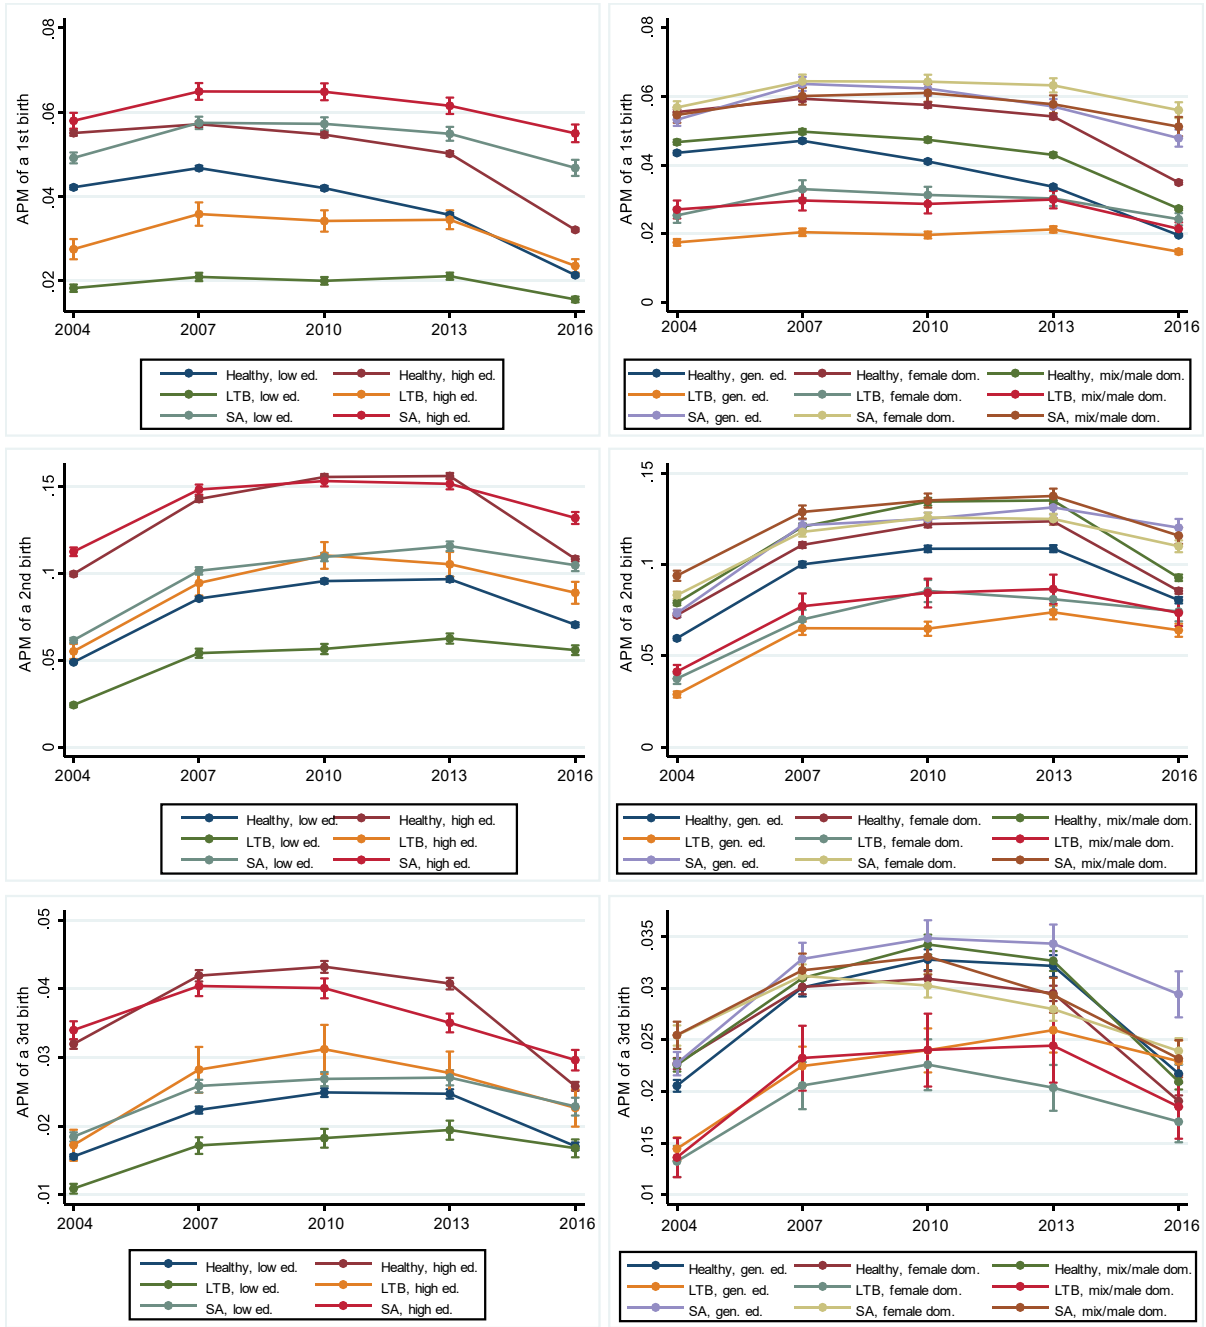 APM of a 1st birth
.08
.06
.04
.02
2004 2007 2010 2013 2016
Healthy, low ed. Healthy, high ed.
LTB, low ed. LTB, high ed.
SA, low ed. SA, high ed.
APM of a 1st birth
.08
.06
.04
.02
0
2004 2007 2010 2013 2016
Healthy, gen. ed. Healthy, female dom. Healthy, mix/male dom.
LTB, gen. ed. LTB, female dom. LTB, mix/male dom.
SA, gen. ed. SA, female dom. SA, mix/male dom.
APM of a 2nd birth
.15
.1
.05
0
2004 2007 2010 2013 2016
Healthy, low ed. Healthy, high ed.
LTB, low ed. LTB, high ed.
SA, low ed. SA, high ed.
APM of a 2nd birth
.15
.1
.05
0
2004 2007 2010 2013 2016
Healthy, gen. ed. Healthy, female dom. Healthy, mix/male dom.
LTB, gen. ed. LTB, female dom. LTB, mix/male dom.
SA, gen. ed. SA, female dom. SA, mix/male dom.
APM of a 3rd birth
.05
.04
.03
.02
.01
2004 2007 2010 2013 2016
Healthy, low ed. Healthy, high ed.
LTB, low ed. LTB, high ed.
SA, low ed. SA, high ed.
APM of a 3rd birth
.035
.03
.025
.02
.015
.01
2004 2007 2010 2013 2016
Healthy, gen. ed. Healthy, female dom. Healthy, mix/male dom.
LTB, gen. ed. LTB, female dom. LTB, mix/male dom.
SA, gen. ed. SA, female dom. SA, mix/male dom.